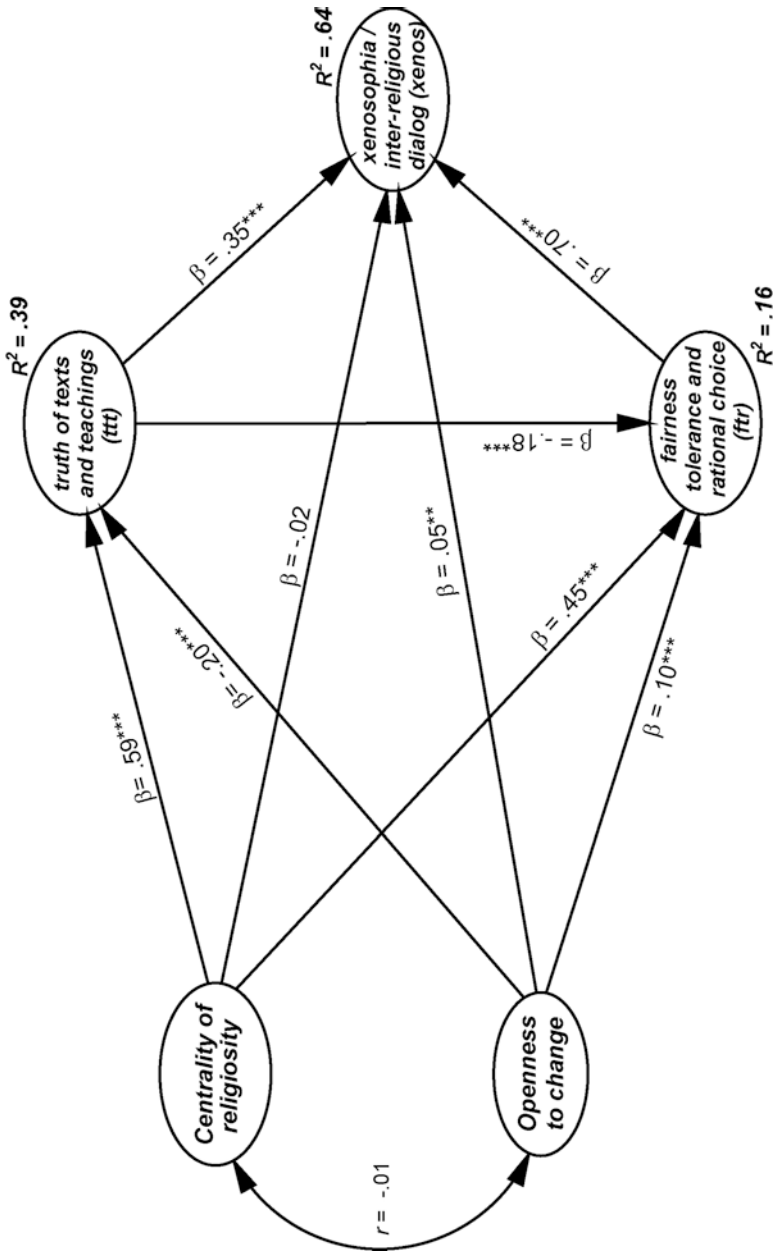 R² = .39
truth of texts
and teachings
(ttt)
β= .59***
β = .35***
R² = .64
xenosophia /
inter-religious
dialog (xenos)
Centrality of
religiosity
β = -.02
β= -.20***
β = -.18***
r = -.01
β = .05**
β = .45***
β = .70***
Openness
to change
β = .10***
fairness
tolerance and
rational choice
(ftr)
R² = .16